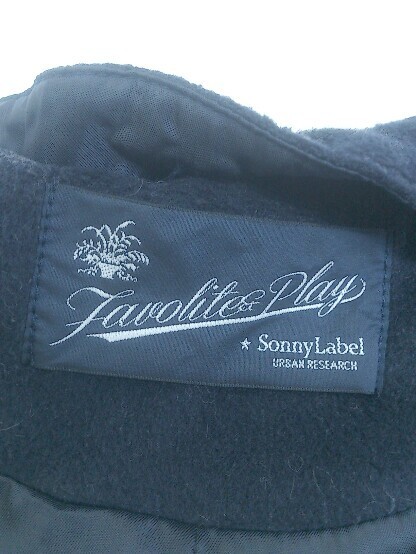 Favolite& Play
★ SonnyLabel
URBAN RESEARCH